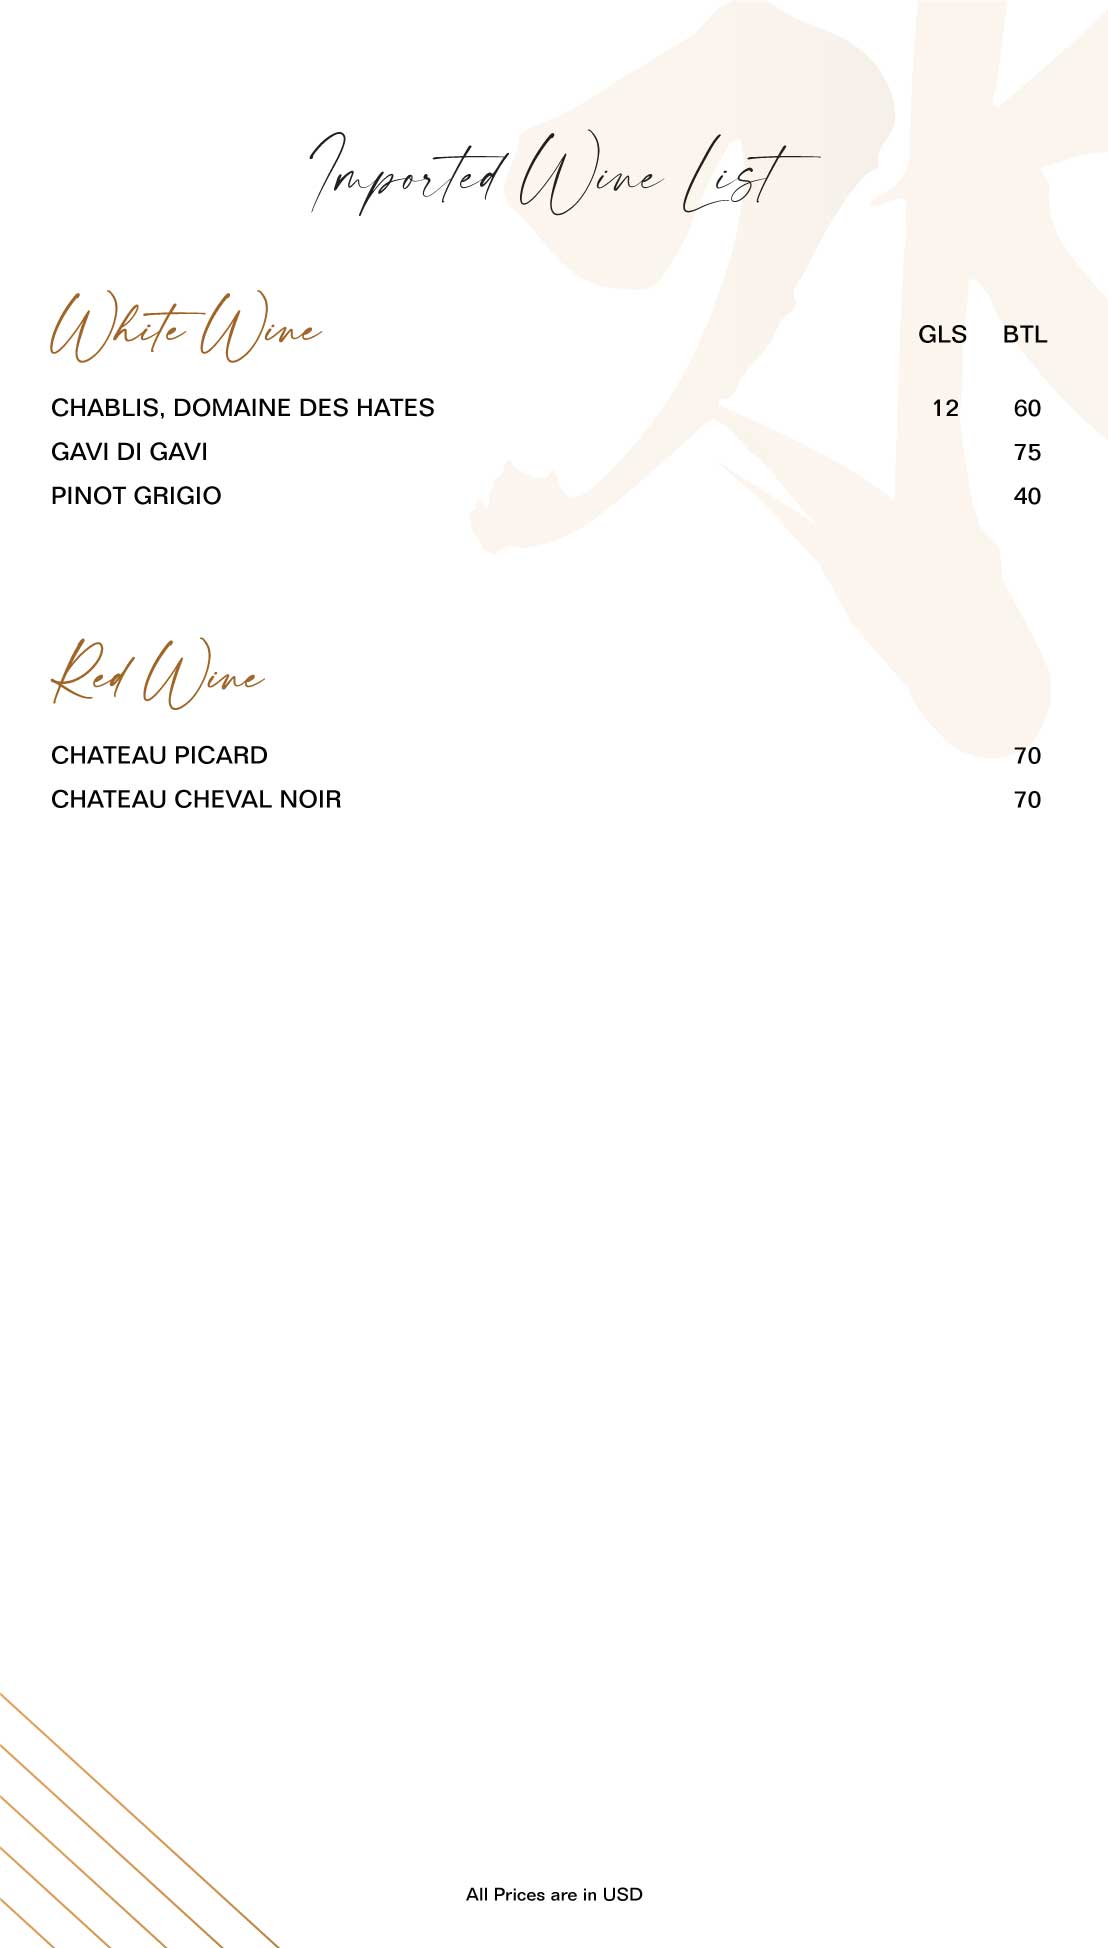 Imported Wine List
White Wine GLS BTL
CHABLIS, DOMAINE DES HATES 12 60
GAVI DI GAVI 75
PINOT GRIGIO 40
Red Wine
CHATEAU PICARD 70
CHATEAU CHEVAL NOIR 70
All Prices are in USD